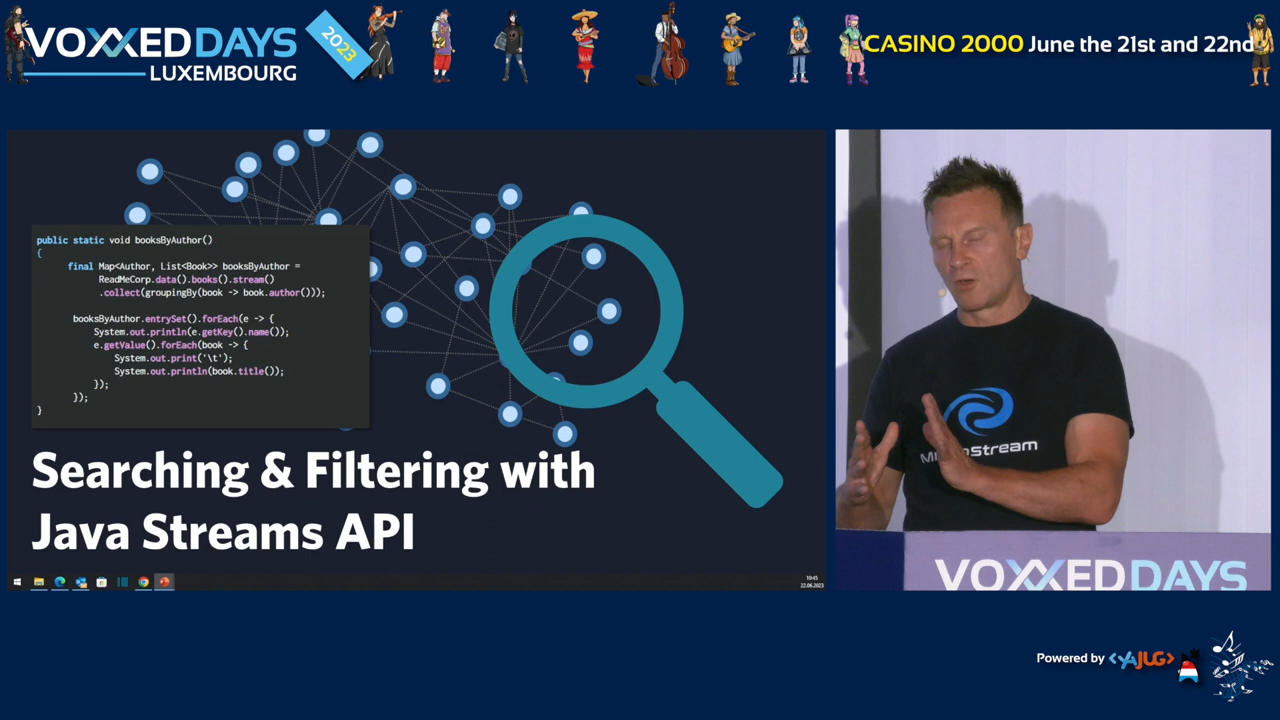 VOXXED DAYS
LUXEMBOURG
2023
CASINO 2000 June the 21st and 22nd
public static void booksByAuthor()
{
final Map<Author, List<Book>> booksByAuthor =
ReadMeCorp.data().books().stream()
.collect(groupingBy(book -> book.author()));
booksByAuthor.entrySet().forEach(e -> {
System.out.println(e.getKey().name());
e.getValue().forEach(book -> {
System.out.print('\t');
System.out.println(book.title());
});
});
}
Searching & Filtering with
Java Streams API
10:45
22.06.2023
Stream
VOXXED DAYS
Powered by <YAJUG>